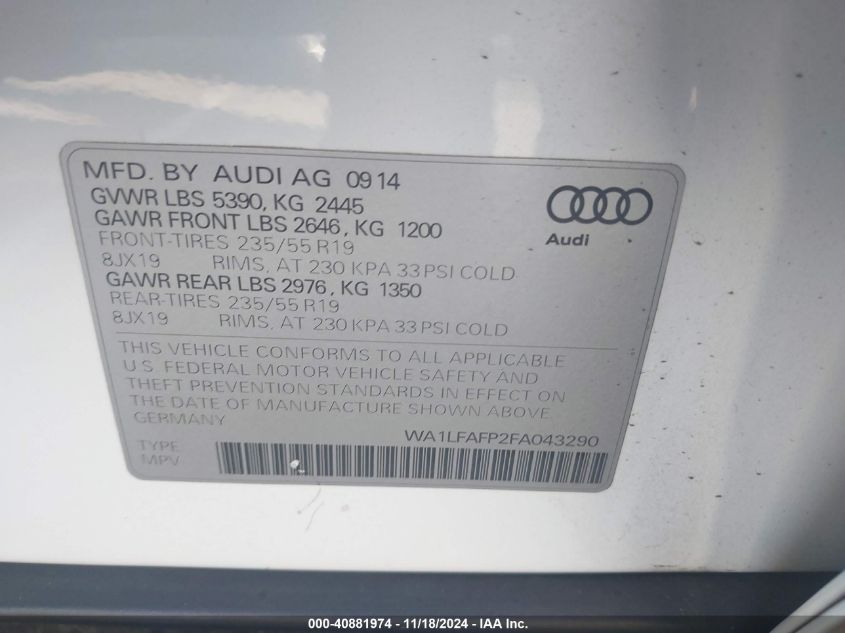 MFD. BY AUDI AG 09 14
GVWR LBS 5390, KG 2445
GAWR FRONT LBS 2646, KG 1200
FRONT-TIRES 235/55 R19
8JX19 RIMS, AT 230 KPA 33 PSI COLD
GAWR REAR LBS 2976, KG 1350
REAR-TIRES 235/55 R19
8JX19 RIMS, AT 230 KPA 33 PSI COLD
Audi
THIS VEHICLE CONFORMS TO ALL APPLICABLE
U.S. FEDERAL MOTOR VEHICLE SAFETY AND
THEFT PREVENTION STANDARDS IN EFFECT ON
THE DATE OF MANUFACTURE SHOWN ABOVE
GERMANY
WA1LFAFP2FA043290
TYPE
MPV
000-40881974 - 11/18/2024 - IAA Inc.